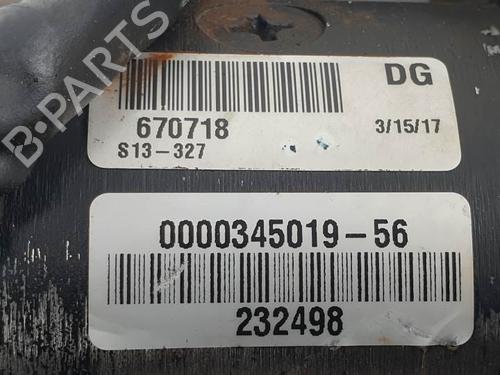 B-PARTS
DG
670718
3/15/17
S13-327
0000345019-56
232498